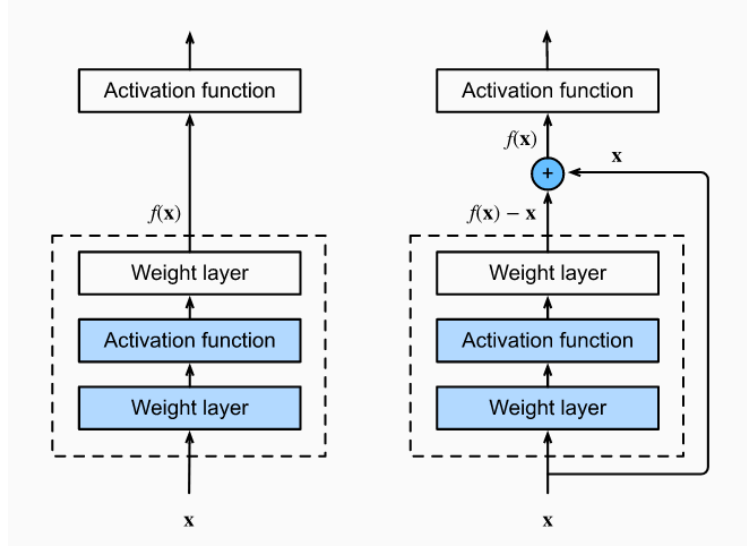 Activation function
f(x)
Weight layer
Activation function
Weight layer
x
Activation function
f(x)
x
+
f(x) − x
Weight layer
Activation function
Weight layer
x